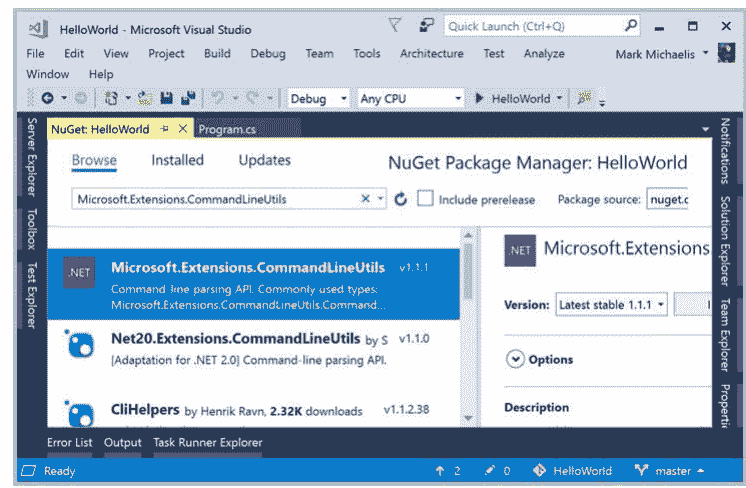 HelloWorld - Microsoft Visual Studio
Quick Launch (Ctrl+Q)
File Edit View Project Build Debug Team Tools Architecture Test Analyze Mark Michaelis
Window Help
Debug Any CPU HelloWorld
Server Explorer
Toolbox
Test Explorer
NuGet: HelloWorld Program.cs
Browse Installed Updates NuGet Package Manager: HelloWorld
Microsoft.Extensions.CommandLineUtils Include prerelease Package source: nuget.o
.NET Microsoft.Extensions.CommandLineUtils v1.1.1
Command-line parsing API. Commonly used types:
Microsoft.Extensions.CommandLineUtils.Command...
Net20.Extensions.CommandLineUtils by S v1.1.0
[Adaptation for .NET 2.0] Command-line parsing API.
CliHelpers by Henrik Ravn, 2.32K downloads v1.1.2.38
.NET Microsoft.Extensions
Version: Latest stable 1.1.1
Options
Description
Notifications
Solution Explorer
Team Explorer
Properti
Error List Output Task Runner Explorer
Ready 2 0 HelloWorld master